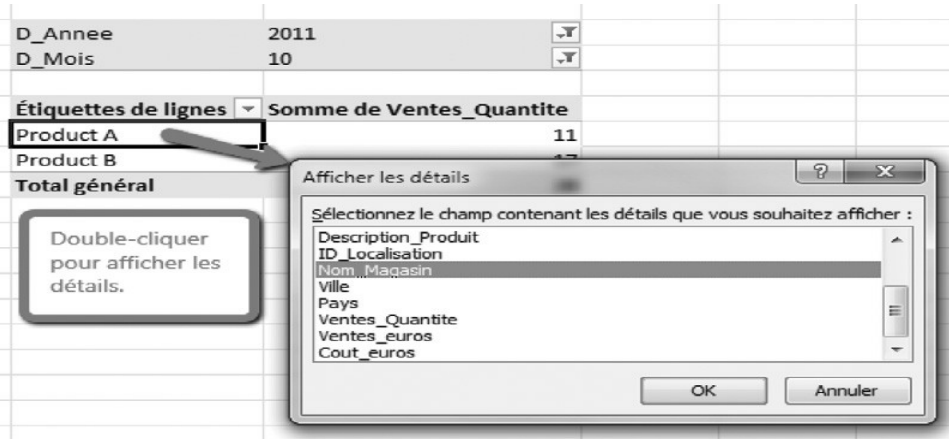 D_Annee 2011
D_Mois 10
Étiquettes de lignes Somme de Ventes_Quantite
Product A 11
Product B 17
Total général
Double-cliquer
pour afficher les
détails.
Afficher les détails
Sélectionnez le champ contenant les détails que vous souhaitez afficher :
Description_Produit
ID_Localisation
Nom_Magasin
Ville
Pays
Ventes_Quantite
Ventes_euros
Cout_euros
OK Annuler